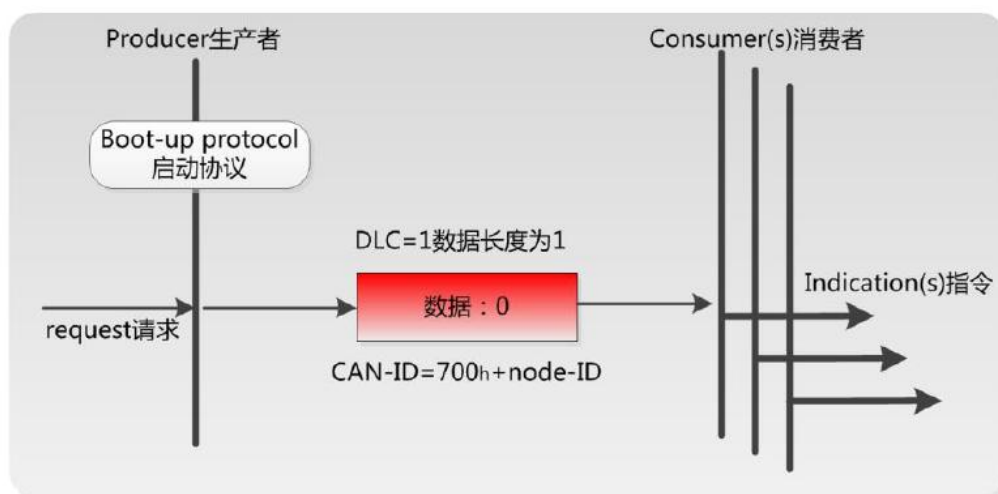 Producer生产者
Consumer(s)消费者
Boot-up protocol
启动协议
DLC=1数据长度为1
数据：0
Indication(s)指令
request请求
CAN-ID=700h+node-ID